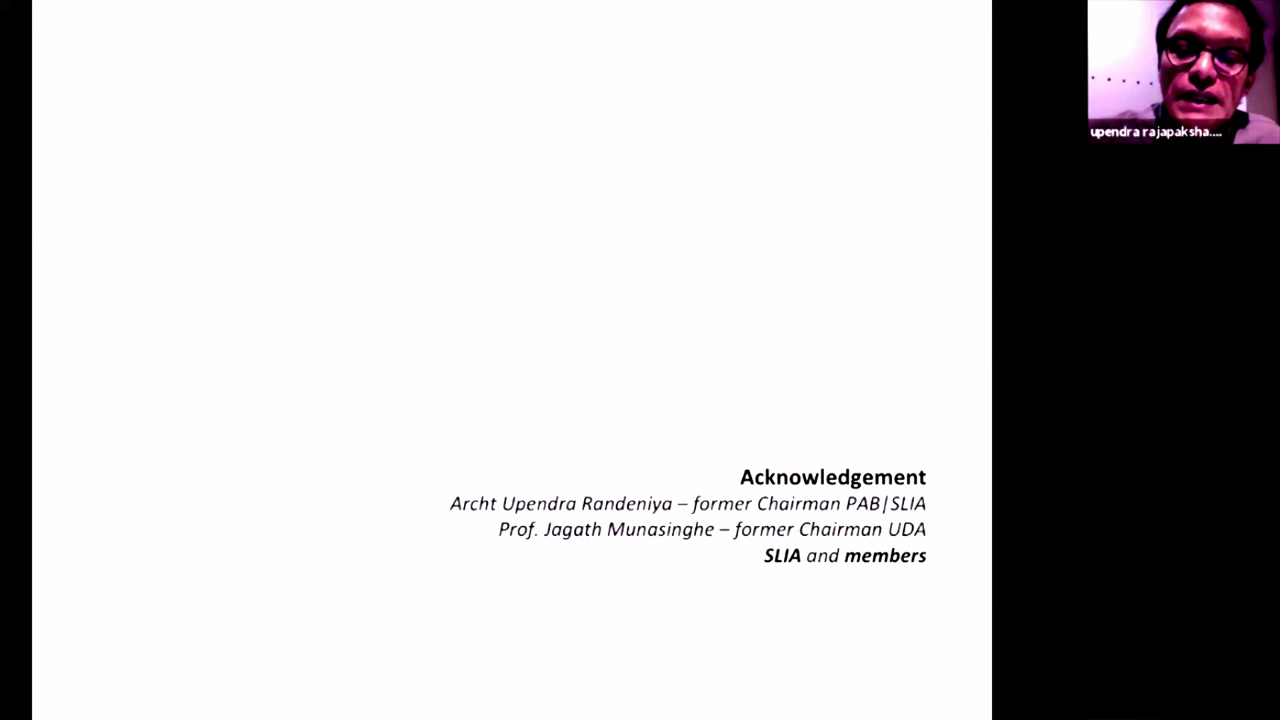 upendra rajapaksha....
Acknowledgement
Archt Upendra Randeniya – former Chairman PAB|SLIA
Prof. Jagath Munasinghe – former Chairman UDA
SLIA and members